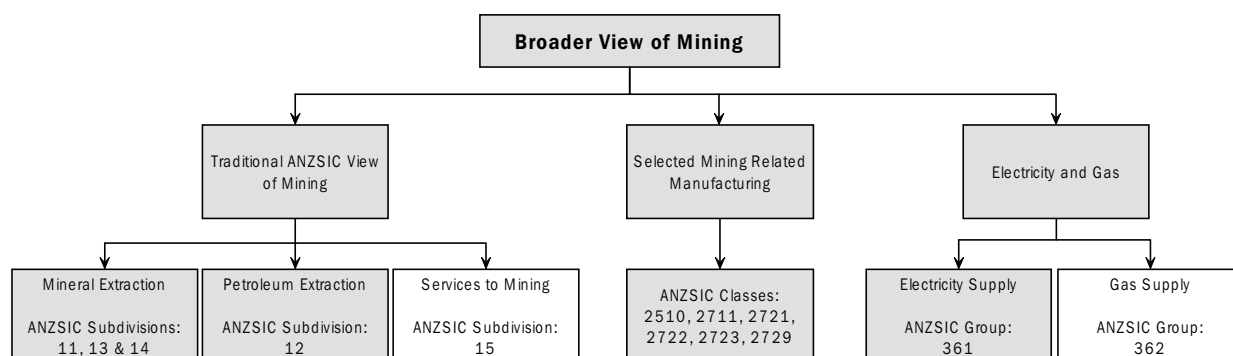 Broader View of Mining
Traditional ANZSIC View
of Mining
Selected Mining Related
Manufacturing
Electricity and Gas
Mineral Extraction
ANZSIC Subdivisions:
11, 13 & 14
Petroleum Extraction
ANZSIC Subdivision:
12
Services to Mining
ANZSIC Subdivision:
15
ANZSIC Classes:
2510, 2711, 2721,
2722, 2723, 2729
Electricity Supply
ANZSIC Group:
361
Gas Supply
ANZSIC Group:
362